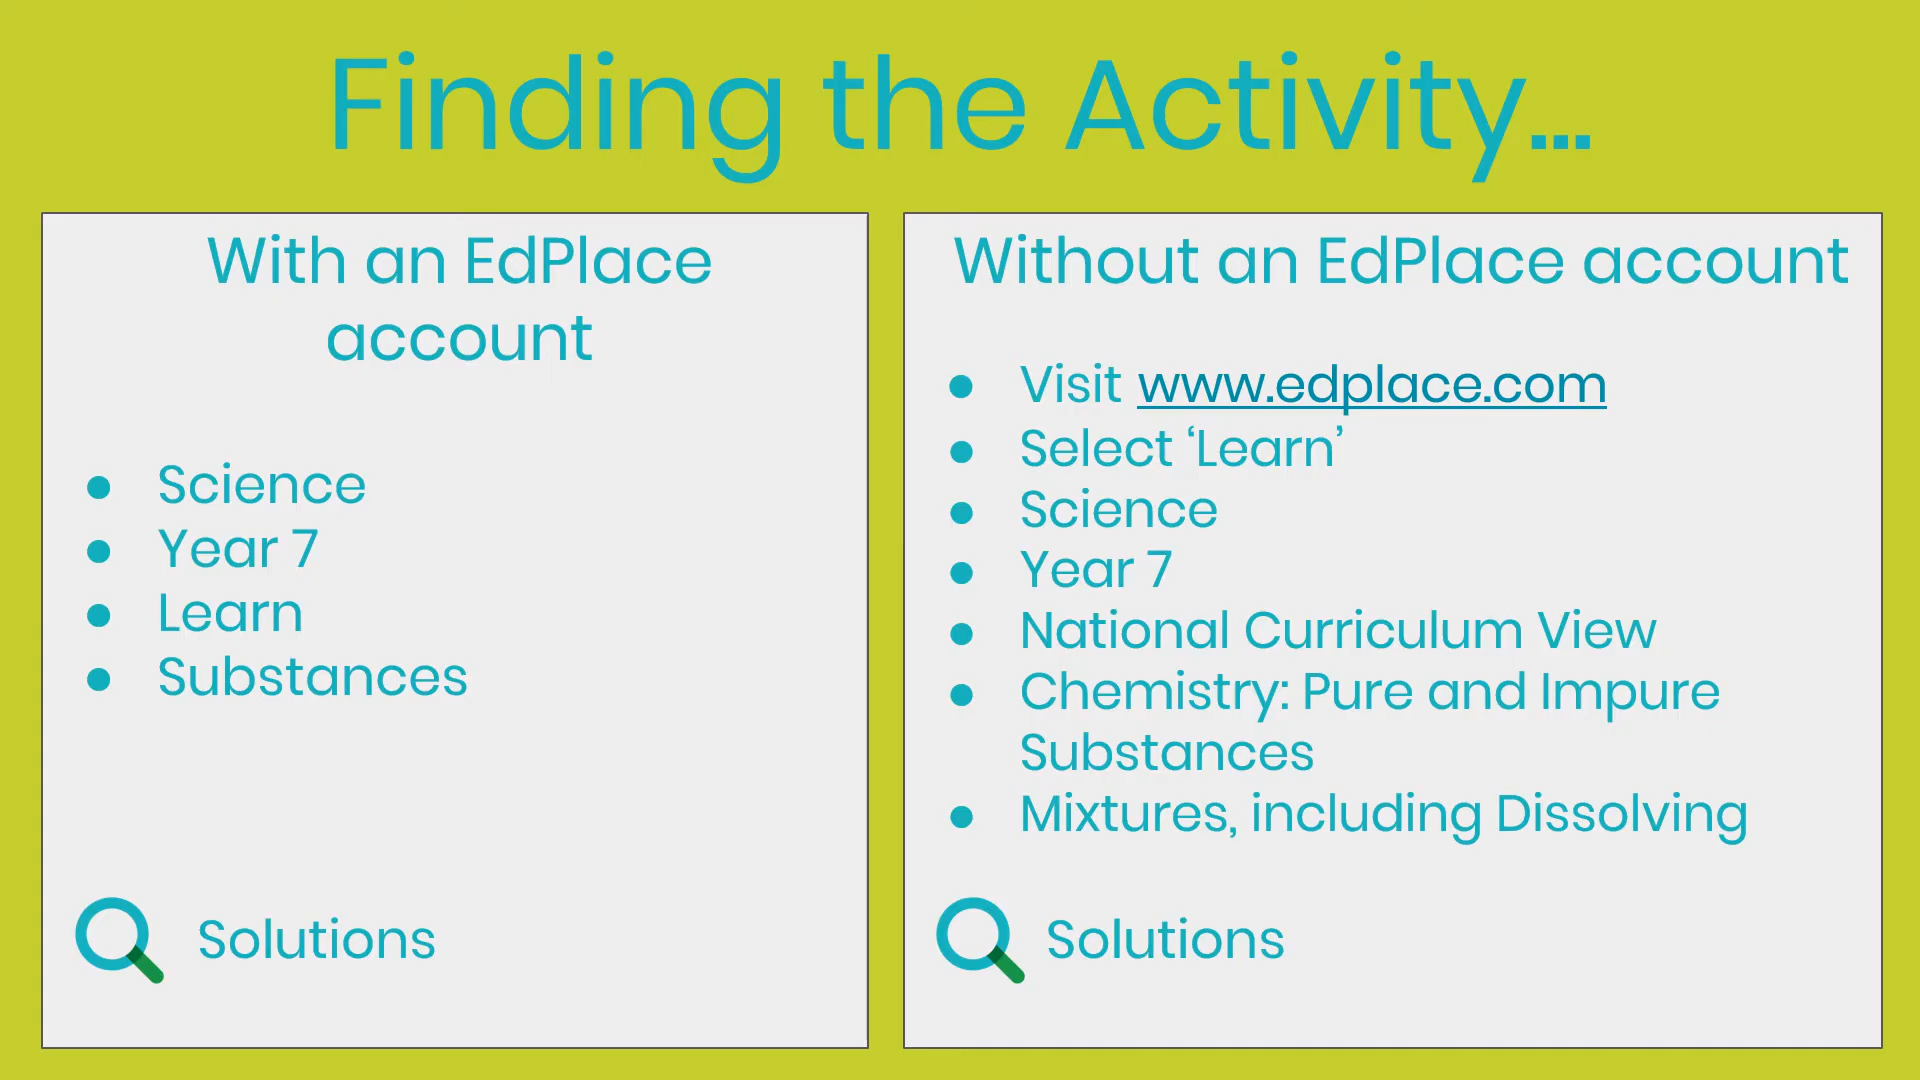 Finding the Activity...
With an EdPlace
account
● Science
● Year 7
● Learn
● Substances
Solutions
Without an EdPlace account
● Visit www.edplace.com
● Select ‘Learn’
● Science
● Year 7
● National Curriculum View
● Chemistry: Pure and Impure
Substances
● Mixtures, including Dissolving
Solutions